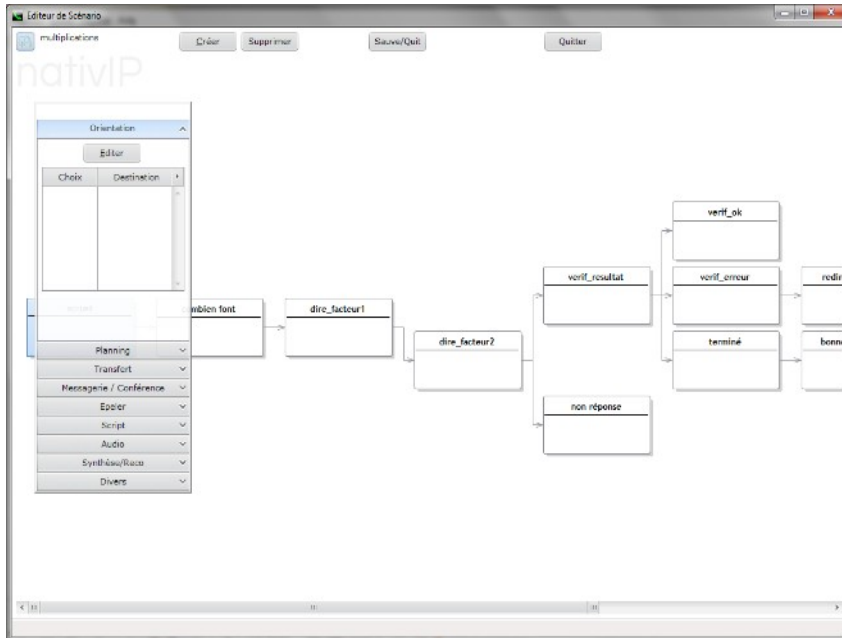 Editeur de Scénario
multiplications
Créer
Supprimer
Sauve/Quit
Quitter
nativIP
Orientation
Editer
Choix
Destination
verif_ok
verif_resultat
verif_erreur
combien font
dire_facteur1
dire_facteur2
terminé
non réponse
Planning
Transfert
Messagerie / Conférence
Epeler
Script
Audio
Synthèse/Reco
Divers